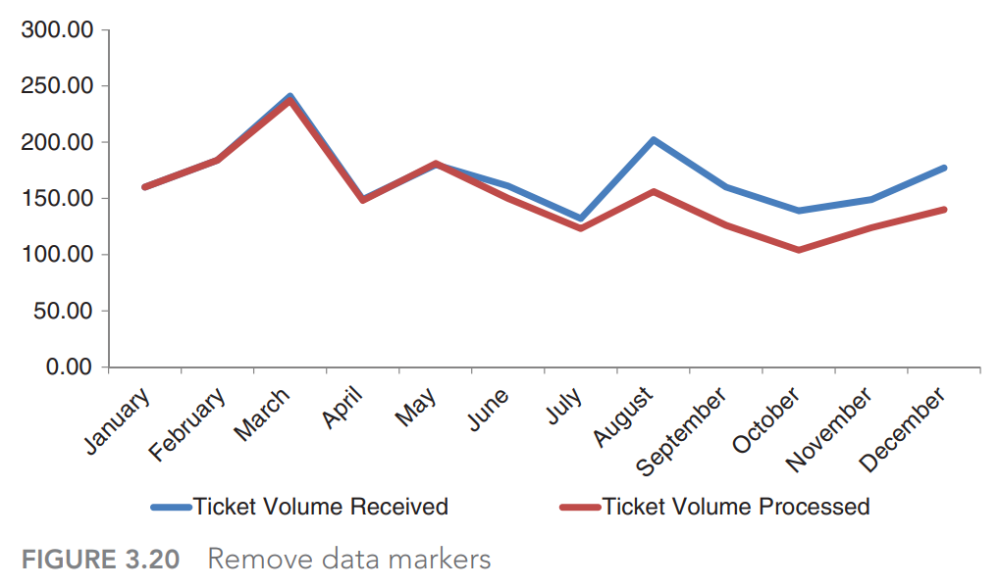 300.00
250.00
200.00
150.00
100.00
50.00
0.00
January
February
March
April
May
June
July
August
September
October
November
December
Ticket Volume Received
Ticket Volume Processed
FIGURE 3.20 Remove data markers